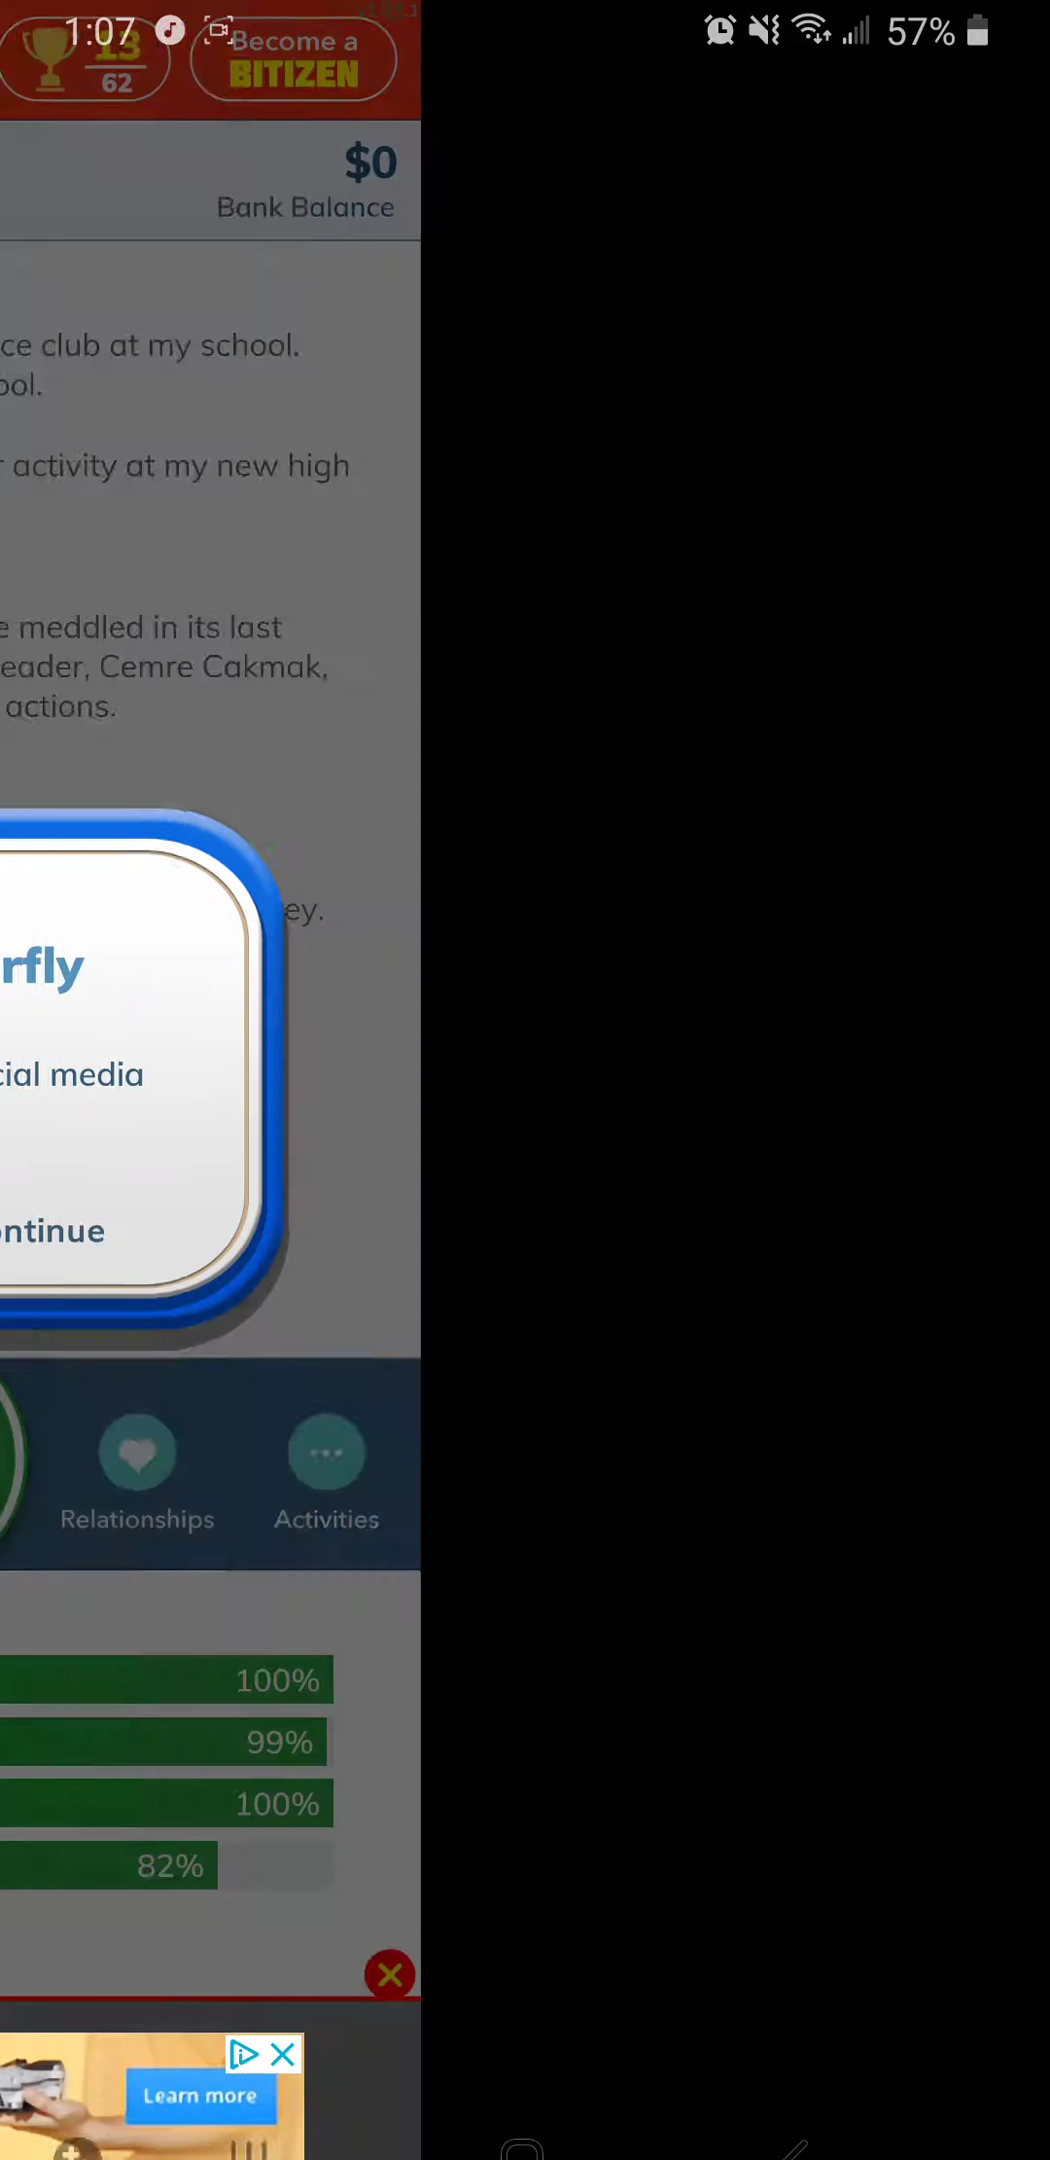 1:07
57%
13
62
Become a
BITIZEN
$0
Bank Balance
ce club at my school.
ool.
r activity at my new high
e meddled in its last
eader, Cemre Cakmak,
actions.
ey.
rfly
cial media
ontinue
Relationships
Activities
100%
99%
100%
82%
Learn more